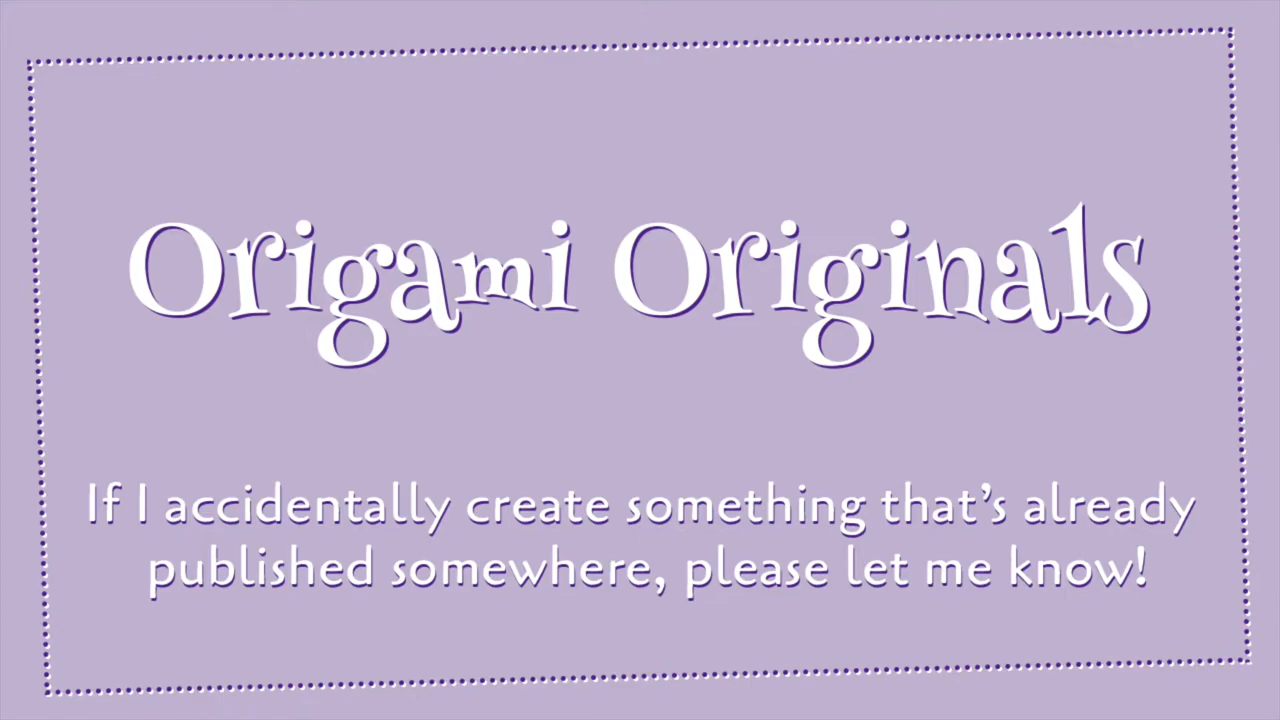 Origami Originals
If I accidentally create something that's already
published somewhere, please let me know!